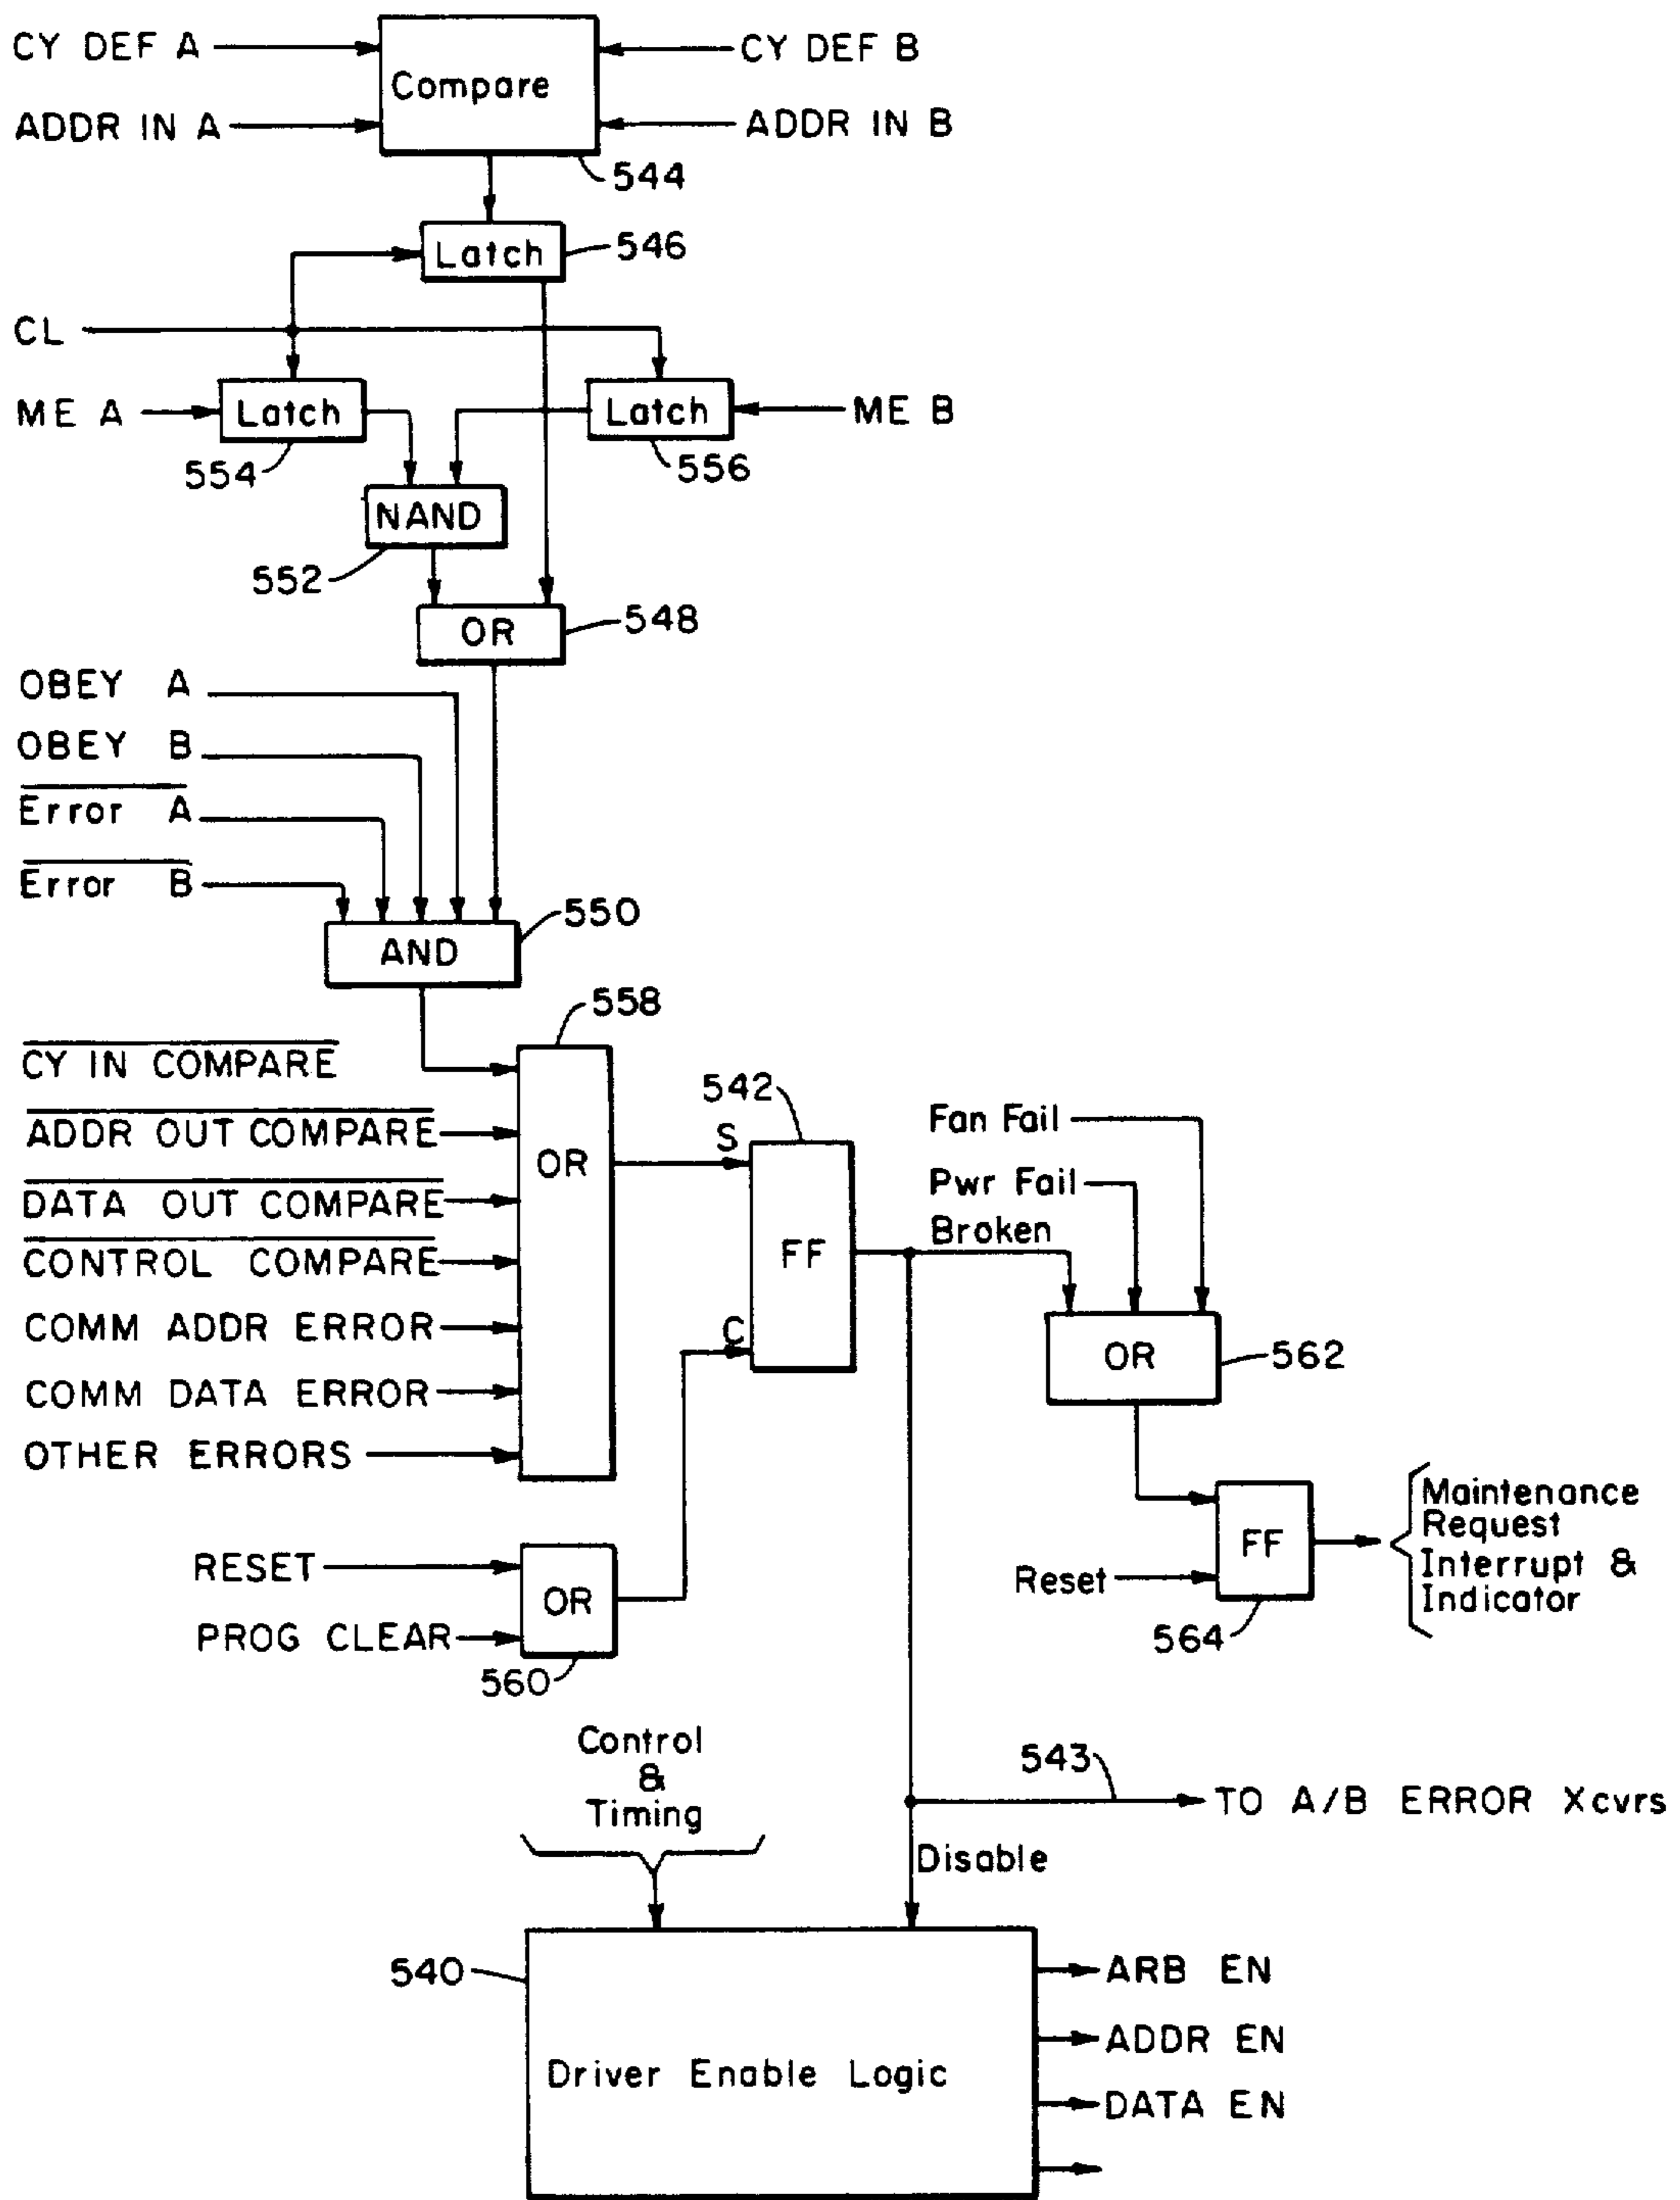 CY DEF A
CY DEF B
Compare
ADDR IN A
ADDR IN B
544
Latch
546
CL
ME A
Latch
Latch
ME B
554
556
NAND
552
OR
548
OBEY A
OBEY B
Error A
Error B
550
AND
558
CY IN COMPARE
542
ADDR OUT COMPARE
OR
S
Fan Fail
DATA OUT COMPARE
Pwr Fail
Broken
CONTROL COMPARE
FF
COMM ADDR ERROR
C
OR
562
COMM DATA ERROR
OTHER ERRORS
RESET
OR
PROG CLEAR
560
FF
Reset
564
Maintenance
Request
Interrupt &
Indicator
Control
&
Timing
543
TO A/B ERROR Xcvrs
Disable
540
Driver Enable Logic
ARB EN
ADDR EN
DATA EN